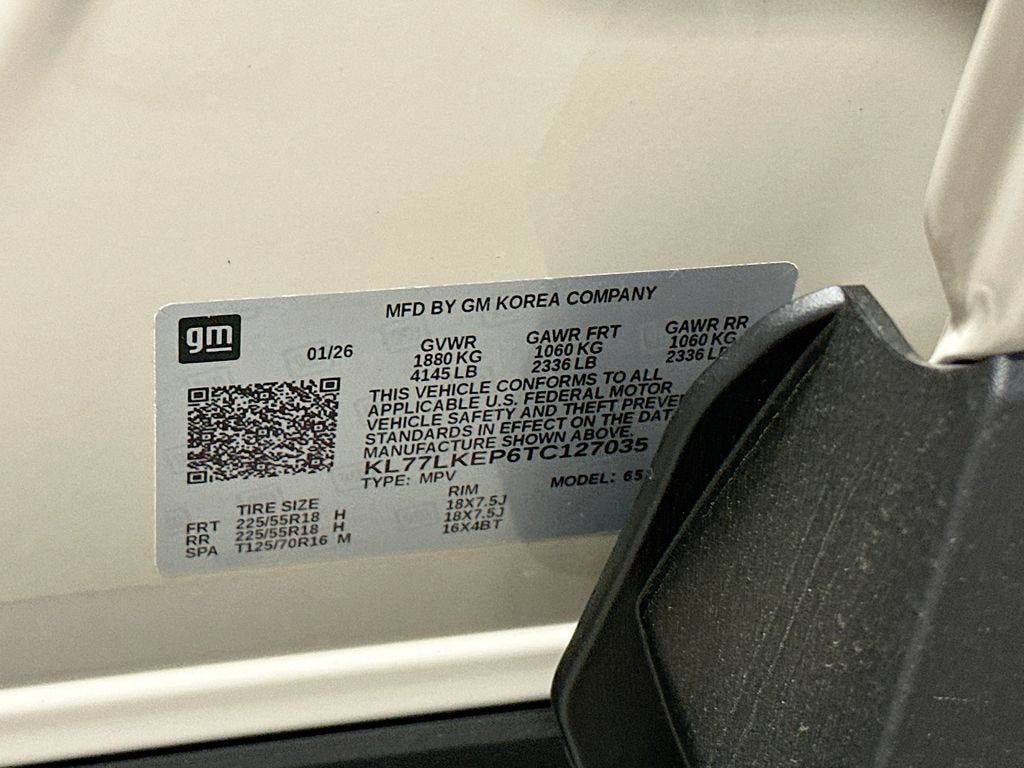 MFD BY GM KOREA COMPANY
gm
01/26
GVWR GAWR FRT GAWR RR
1880 KG 1060 KG 1060 KG
4145 LB 2336 LB 2336
THIS VEHICLE CONFORMS TO ALL
APPLICABLE U.S. FEDERAL MOTOR
VEHICLE SAFETY AND THEFT
STANDARDS IN EFFECT ON THE
MANUFACTURE SHOWN ABOVE.
KL77LKEP6TC127035
TYPE: MPV MODEL:
TIRE SIZE RIM
FRT 225/55R18 H 18X7.5J
RR 225/55R18 H 18X7.5J
SPA T125/70R16 M 16X4BT